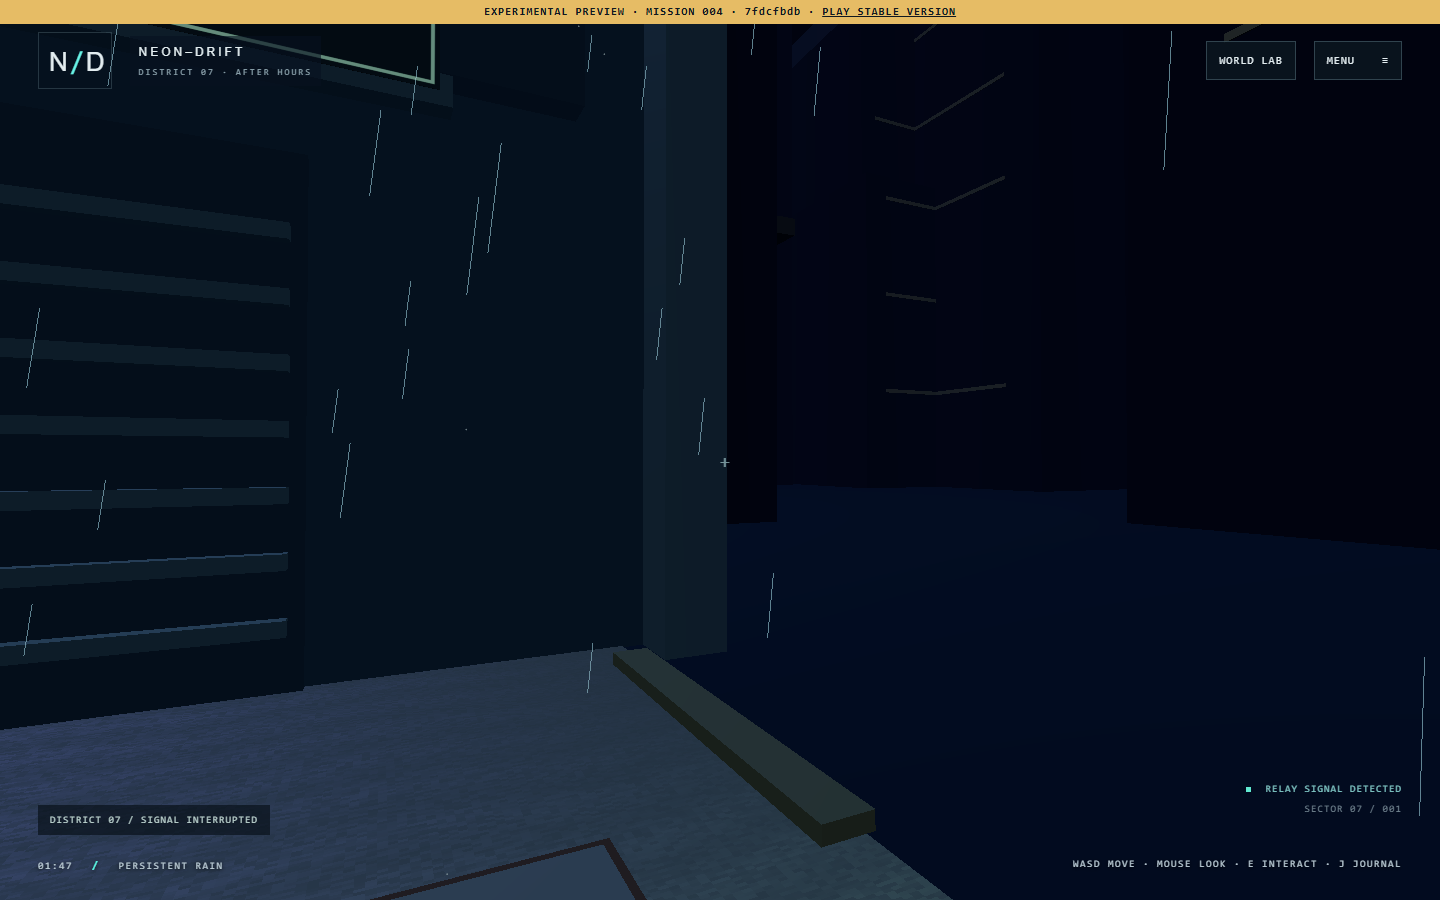 EXPERIMENTAL PREVIEW · MISSION 004 · 7fdcfbdb · PLAY STABLE VERSION
N/D
NEON—DRIFT
DISTRICT 07 · AFTER HOURS
WORLD LAB
MENU ≡
RELAY SIGNAL DETECTED
SECTOR 07 / 001
DISTRICT 07 / SIGNAL INTERRUPTED
01:47 / PERSISTENT RAIN
WASD MOVE · MOUSE LOOK · E INTERACT · J JOURNAL